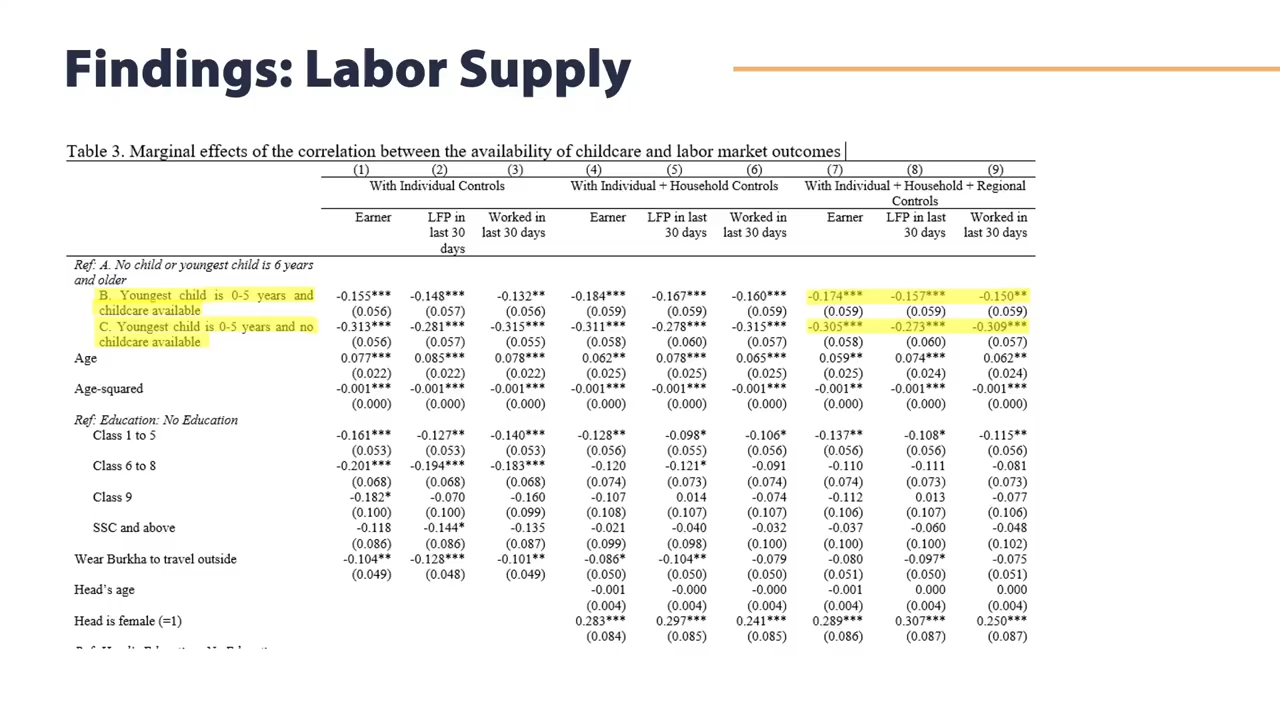 Findings: Labor Supply
Table 3. Marginal effects of the correlation between the availability of childcare and labor market outcomes
(1) (2) (3) (4) (5) (6) (7) (8) (9)
With Individual Controls With Individual + Household Controls With Individual + Household + Regional
Controls
Earner LFP in Worked in Earner LFP in last Worked in Earner LFP in last Worked in
last 30 last 30 days 30 days last 30 days 30 days last 30 days
days
Ref: A. No child or youngest child is 6 years
and older
B. Youngest child is 0-5 years and -0.155*** -0.148*** -0.132** -0.184*** -0.167*** -0.160*** -0.174*** -0.157*** -0.150**
childcare available (0.056) (0.057) (0.056) (0.059) (0.059) (0.059) (0.059) (0.059) (0.059)
C. Youngest child is 0-5 years and no -0.313*** -0.281*** -0.315*** -0.311*** -0.278*** -0.315*** -0.305*** -0.273*** -0.309***
childcare available (0.056) (0.057) (0.055) (0.058) (0.060) (0.057) (0.058) (0.060) (0.057)
Age 0.077*** 0.085*** 0.078*** 0.062** 0.078*** 0.065*** 0.059** 0.074*** 0.062**
(0.022) (0.022) (0.022) (0.025) (0.025) (0.025) (0.025) (0.024) (0.024)
Age-squared -0.001*** -0.001*** -0.001*** -0.001*** -0.001*** -0.001*** -0.001** -0.001*** -0.001***
(0.000) (0.000) (0.000) (0.000) (0.000) (0.000) (0.000) (0.000) (0.000)
Ref: Education: No Education
Class 1 to 5 -0.161*** -0.127** -0.140*** -0.128** -0.098* -0.106* -0.137** -0.108* -0.115**
(0.053) (0.053) (0.053) (0.056) (0.055) (0.056) (0.056) (0.056) (0.056)
Class 6 to 8 -0.201*** -0.194*** -0.183*** -0.120 -0.121* -0.091 -0.110 -0.111 -0.081
(0.068) (0.068) (0.068) (0.074) (0.073) (0.074) (0.074) (0.073) (0.073)
Class 9 -0.182* -0.070 -0.160 -0.107 0.014 -0.074 -0.112 0.013 -0.077
(0.100) (0.100) (0.099) (0.108) (0.107) (0.107) (0.106) (0.107) (0.106)
SSC and above -0.118 -0.144* -0.135 -0.021 -0.040 -0.032 -0.037 -0.060 -0.048
(0.086) (0.086) (0.087) (0.099) (0.098) (0.100) (0.100) (0.100) (0.102)
Wear Burkha to travel outside -0.104** -0.128*** -0.101** -0.086* -0.104** -0.079 -0.080 -0.097* -0.075
(0.049) (0.048) (0.049) (0.050) (0.050) (0.050) (0.051) (0.050) (0.051)
Head's age -0.001 -0.000 -0.000 -0.001 0.000 0.000
(0.004) (0.004) (0.004) (0.004) (0.004) (0.004)
Head is female (=1) 0.283*** 0.297*** 0.241*** 0.289*** 0.307*** 0.250***
(0.084) (0.085) (0.085) (0.086) (0.087) (0.087)